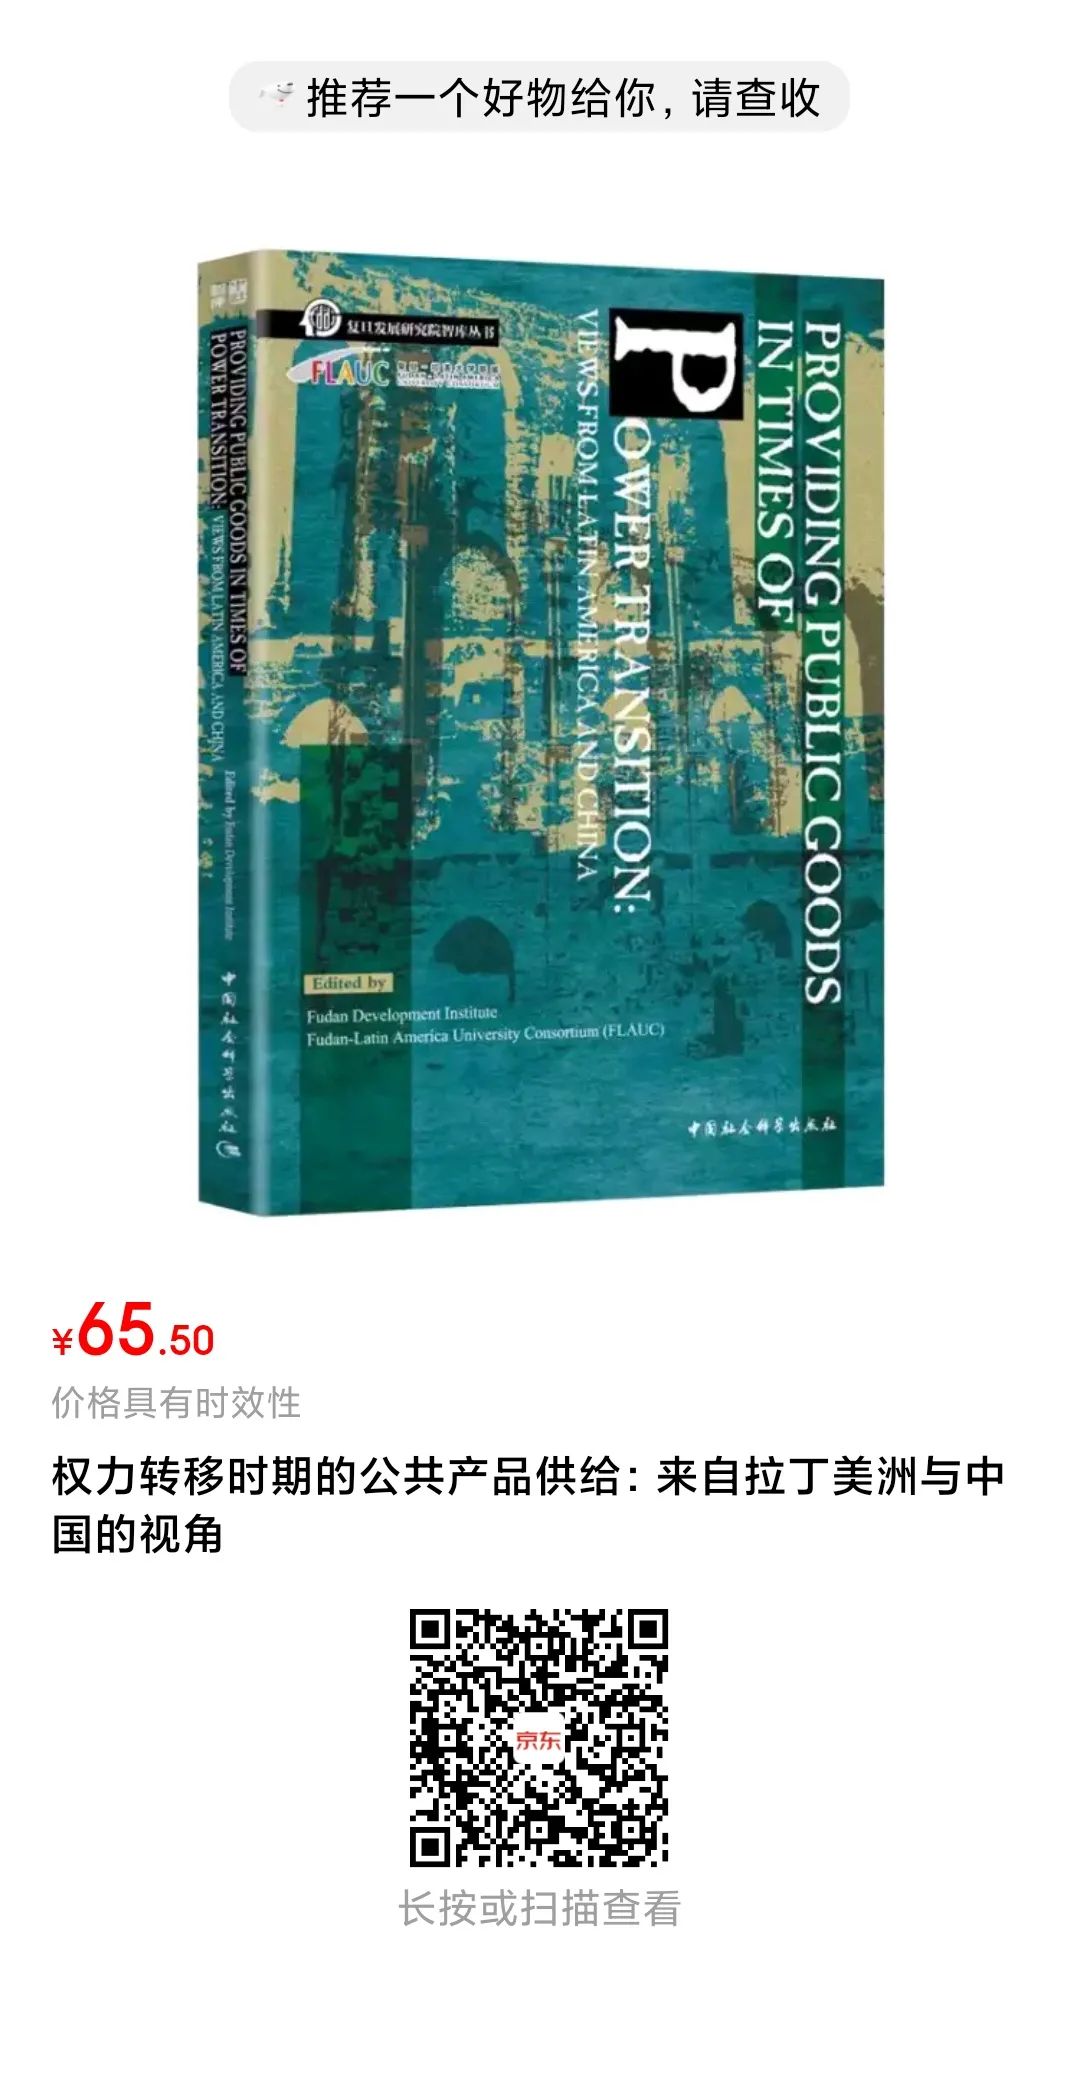 推荐一个好物给你，请查收
复旦发展研究院智库丛书
FLAUC
PROVIDING PUBLIC GOODS
IN TIMES OF
POWER TRANSITION:
VIEWS FROM LATIN AMERICA AND CHINA
Edited by
Fudan Development Institute
Fudan-Latin America University Consortium (FLAUC)
中国社会科学出版社
PROVIDING PUBLIC GOODS IN TIMES OF
POWER TRANSITION:
VIEWS FROM LATIN AMERICA AND CHINA
Edited by Fudan Development Institute
中国社会科学出版社
¥65.50
价格具有时效性
权力转移时期的公共产品供给：来自拉丁美洲与中
国的视角
京东
长按或扫描查看